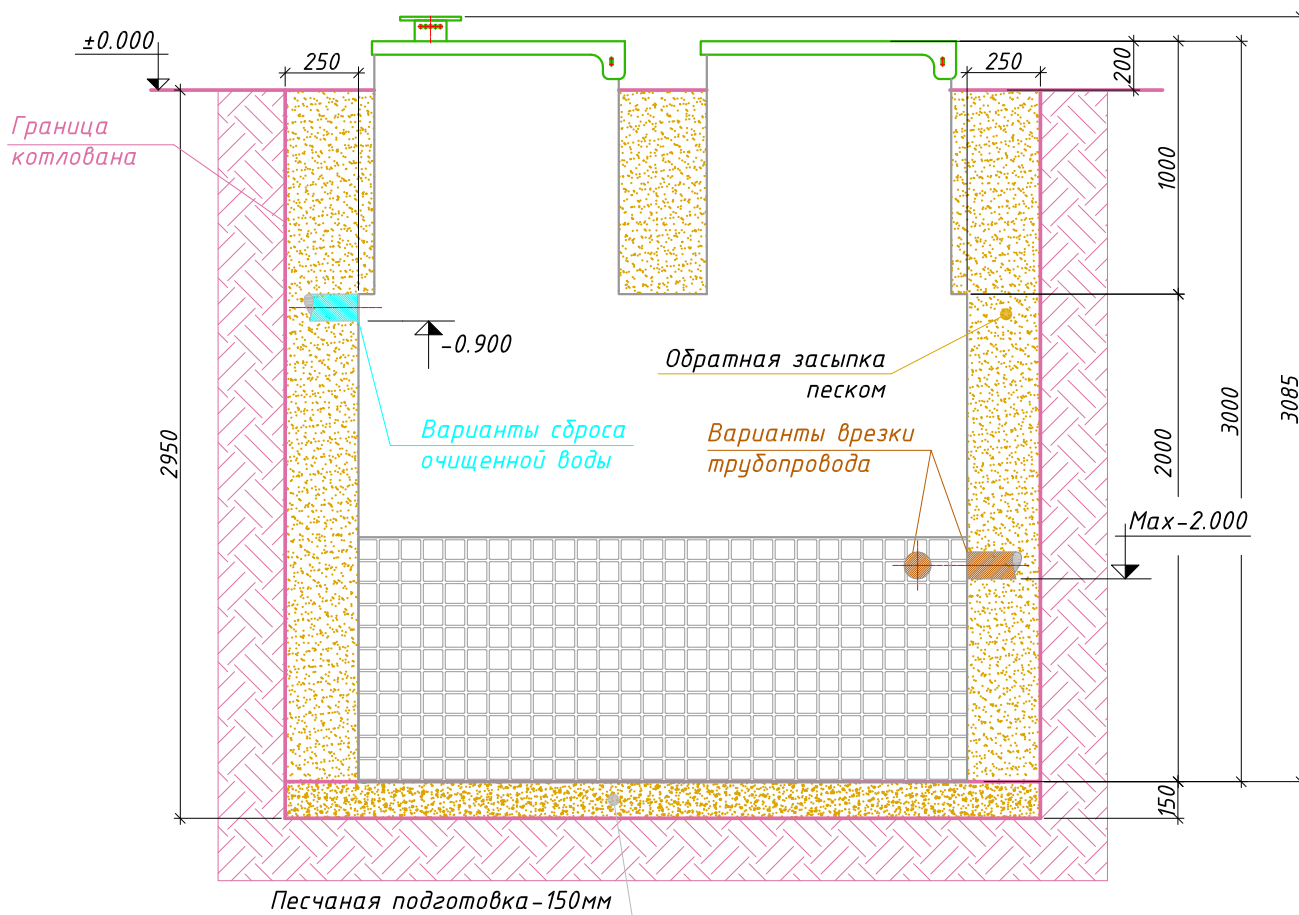 ±0.000
250
250
200
Граница
котлована
1000
-0.900
Обратная засыпка
песком
3085
3000
2950
Варианты сброса
очищенной воды
Варианты врезки
трубопровода
2000
Max-2.000
150
Песчаная подготовка-150мм